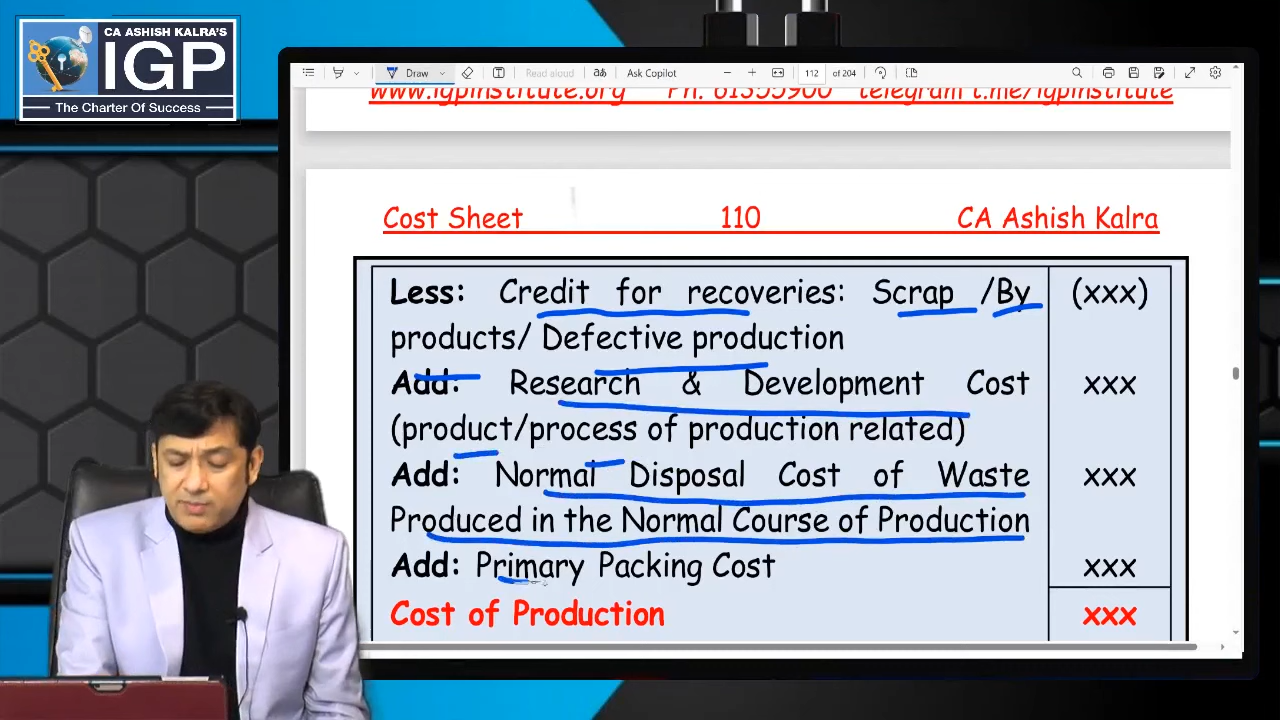 CA ASHISH KALRA'S
IGP
The Charter Of Success
Draw
Read aloud
Ask Copilot
112 of 204
www.igpinstitute.org Ph. 61355900 telegram t.me/igpinstitute
Cost Sheet 110 CA Ashish Kalra
Less: Credit for recoveries: Scrap /By (xxx)
products/ Defective production
Add: Research & Development Cost xxx
(product/process of production related)
Add: Normal Disposal Cost of Waste xxx
Produced in the Normal Course of Production
Add: Primary Packing Cost xxx
Cost of Production xxx